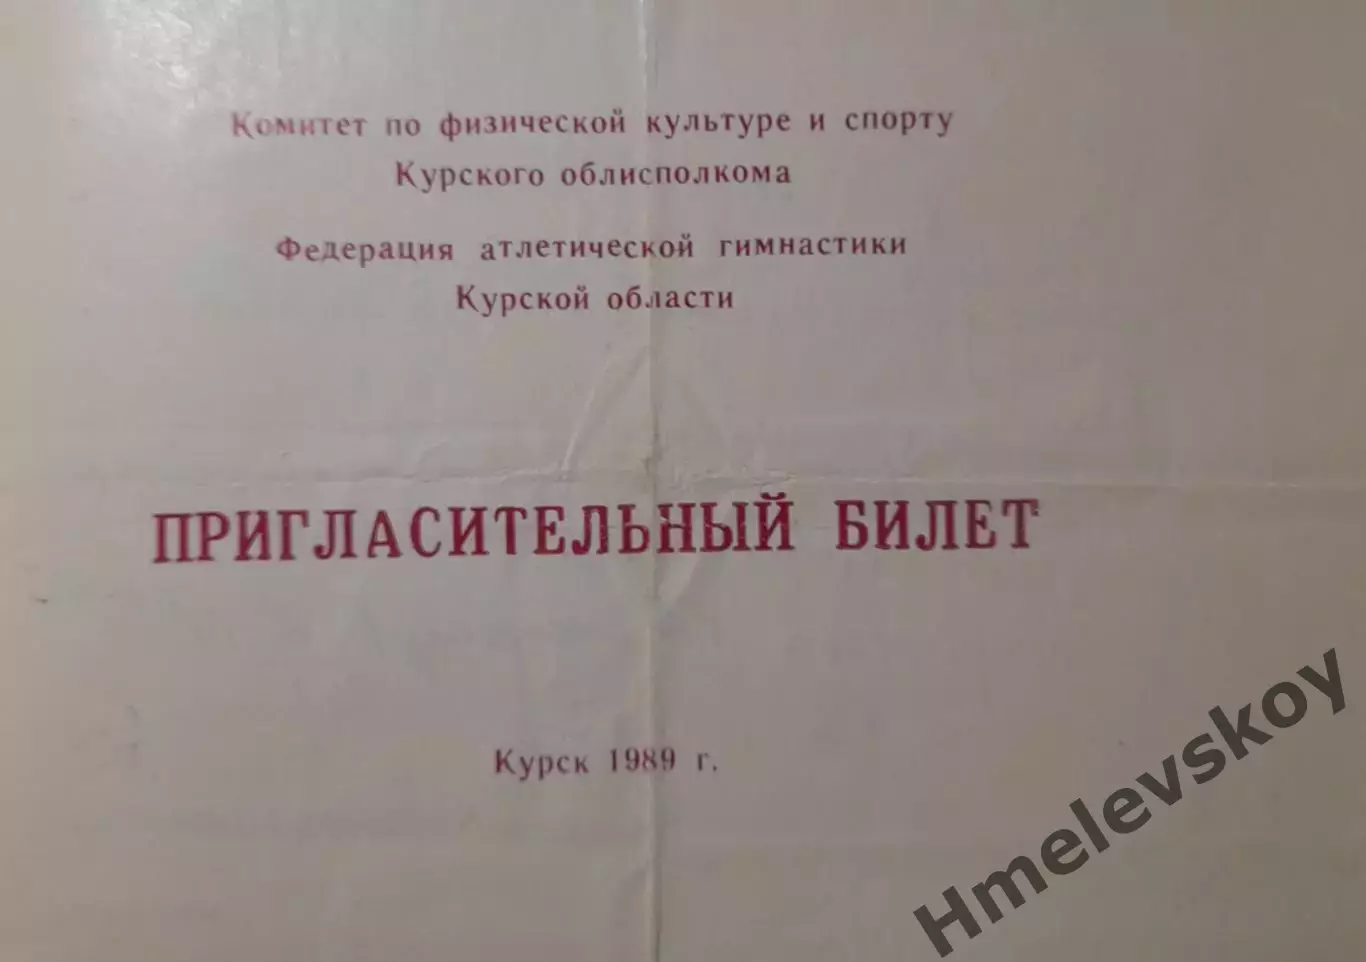 Комитет по физической культуре и спорту
Курского облисполкома
Федерация атлетической гимнастики
Курской области
ПРИГЛАСИТЕЛЬНЫЙ БИЛЕТ
Курск 1989 г.
Hmelevskoy